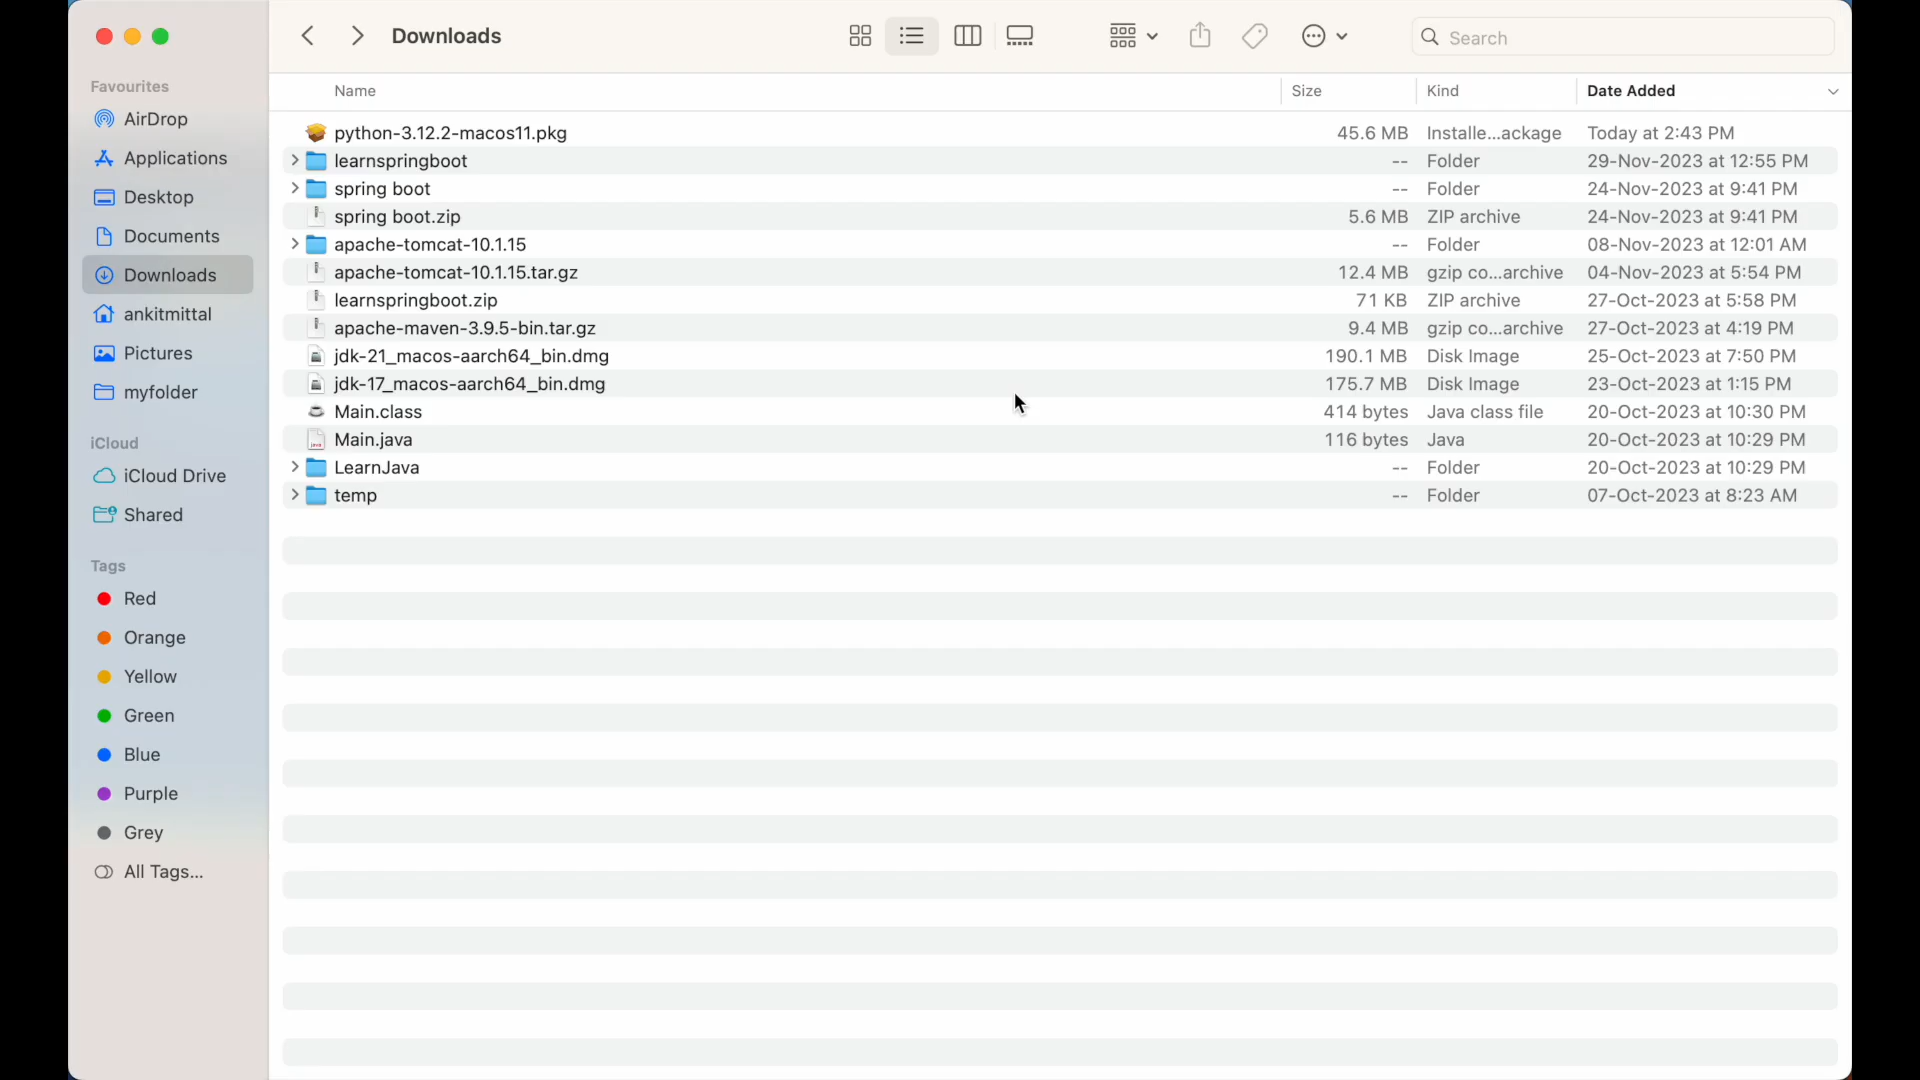 Downloads
Search
Favourites
AirDrop
Applications
Desktop
Documents
Downloads
ankitmittal
Pictures
myfolder
iCloud
iCloud Drive
Shared
Tags
Red
Orange
Yellow
Green
Blue
Purple
Grey
All Tags...
Name Size Kind Date Added
python-3.12.2-macos11.pkg 45.6 MB Installe...ackage Today at 2:43 PM
learnspringboot -- Folder 29-Nov-2023 at 12:55 PM
spring boot -- Folder 24-Nov-2023 at 9:41 PM
spring boot.zip 5.6 MB ZIP archive 24-Nov-2023 at 9:41 PM
apache-tomcat-10.1.15 -- Folder 08-Nov-2023 at 12:01 AM
apache-tomcat-10.1.15.tar.gz 12.4 MB gzip co...archive 04-Nov-2023 at 5:54 PM
learnspringboot.zip 71 KB ZIP archive 27-Oct-2023 at 5:58 PM
apache-maven-3.9.5-bin.tar.gz 9.4 MB gzip co...archive 27-Oct-2023 at 4:19 PM
jdk-21_macos-aarch64_bin.dmg 190.1 MB Disk Image 25-Oct-2023 at 7:50 PM
jdk-17_macos-aarch64_bin.dmg 175.7 MB Disk Image 23-Oct-2023 at 1:15 PM
Main.class 414 bytes Java class file 20-Oct-2023 at 10:30 PM
Main.java 116 bytes Java 20-Oct-2023 at 10:29 PM
LearnJava -- Folder 20-Oct-2023 at 10:29 PM
temp -- Folder 07-Oct-2023 at 8:23 AM